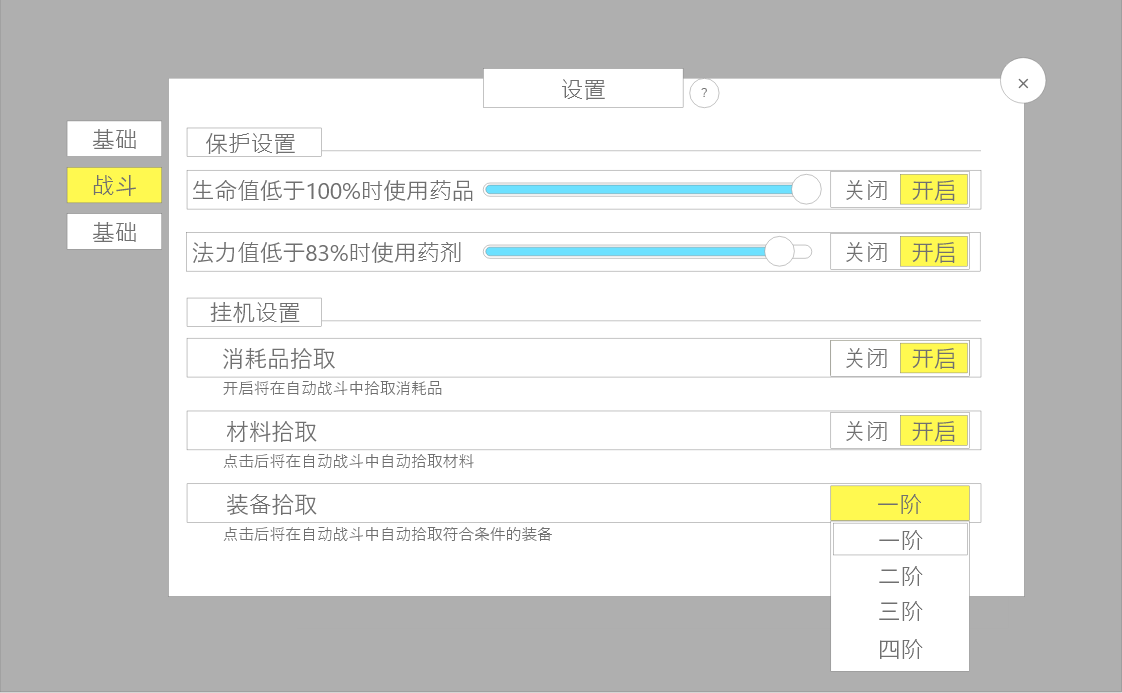 设置
?
×
基础
战斗
基础
保护设置
生命值低于100%时使用药品
关闭 开启
法力值低于83%时使用药剂
关闭 开启
挂机设置
消耗品拾取
关闭 开启
开启将在自动战斗中拾取消耗品
材料拾取
关闭 开启
点击后将在自动战斗中自动拾取材料
装备拾取
一阶
点击后将在自动战斗中自动拾取符合条件的装备
一阶
二阶
三阶
四阶